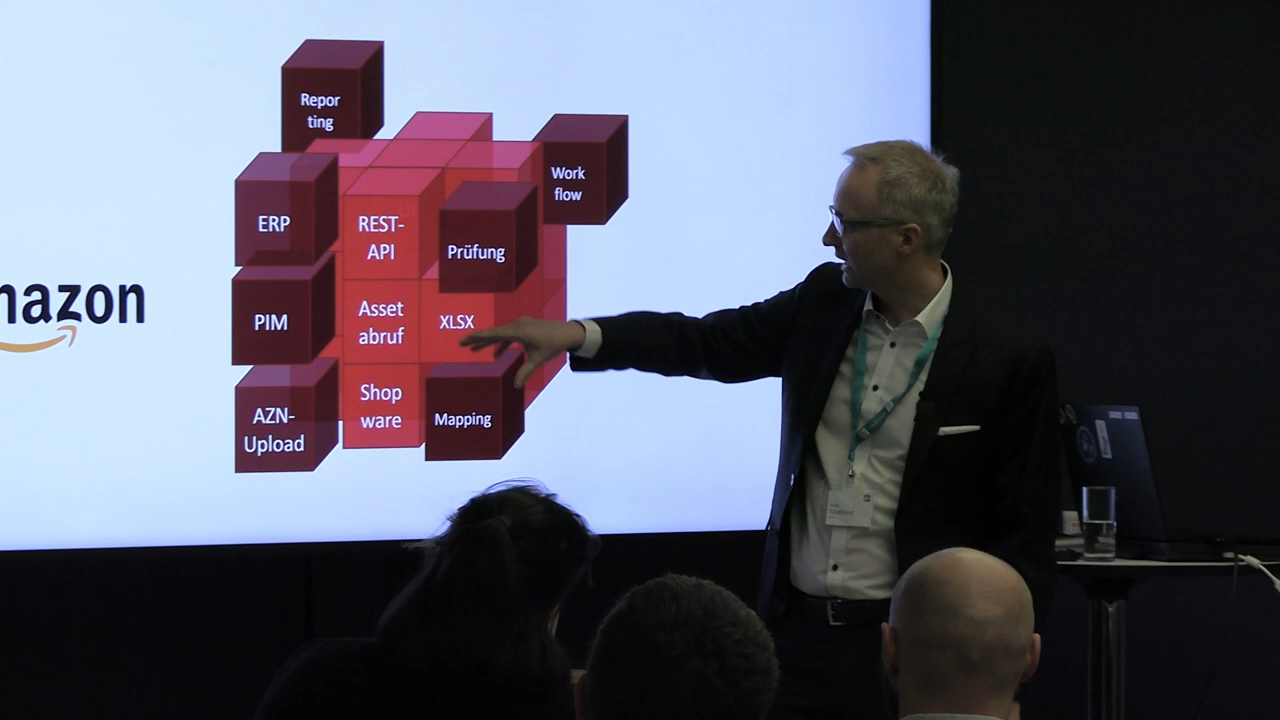 Repor
ting
Work
flow
ERP
REST-
API
Prüfung
mazon
PIM
Asset
abruf
XLSX
AZN-
Upload
Shop
ware
Mapping